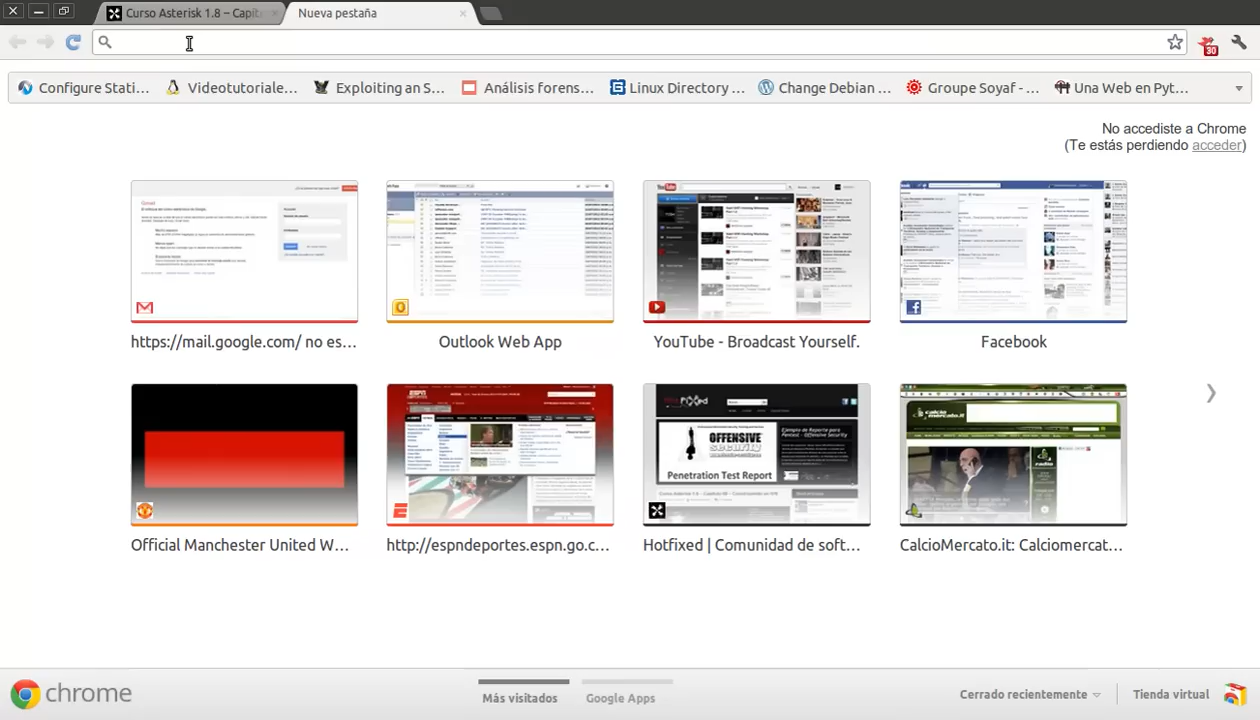 Curso Asterisk 1.8 – Capít
Nueva pestaña
30
Configure Stati...
Videotutoriale...
Exploiting an S...
Análisis forens...
Linux Directory ...
Change Debian ...
Groupe Soyaf - ...
Una Web en Pyt...
No accediste a Chrome
(Te estás perdiendo acceder)
https://mail.google.com/ no es...
Outlook Web App
YouTube - Broadcast Yourself.
Facebook
OFFENSIVE
security
Penetration Test Report
Official Manchester United W...
http://espndeportes.espn.go.c...
Hotfixed | Comunidad de soft...
CalcioMercato.it: Calciomercat...
chrome
Más visitados
Google Apps
Cerrado recientemente
Tienda virtual